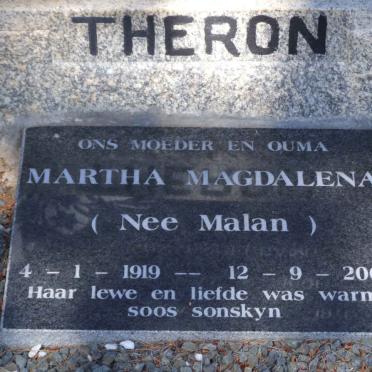 THERON
ONS MOEDER EN OUMA
MARTHA MAGDALENA
( Nee Malan )
4 – 1 – 1919 –– 12 – 9 – 200
Haar lewe en liefde was warm
soos sonskyn